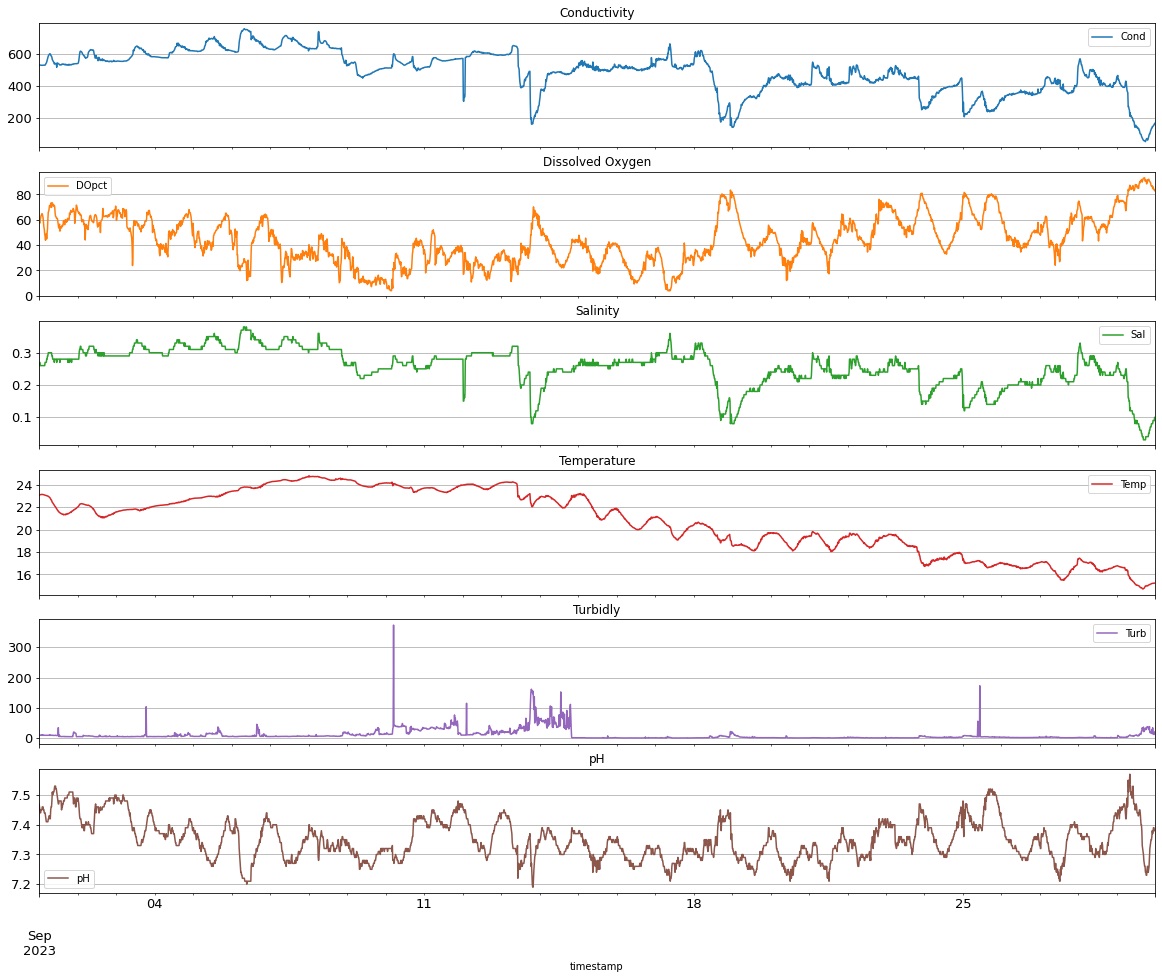 Conductivity
Cond
600
400
200
Dissolved Oxygen
DOpct
80
60
40
20
0
Salinity
Sal
0.3
0.2
0.1
Temperature
Temp
24
22
20
18
16
Turbidly
Turb
300
200
100
0
pH
7.5
7.4
7.3
7.2
pH
04
11
18
25
Sep
2023
timestamp